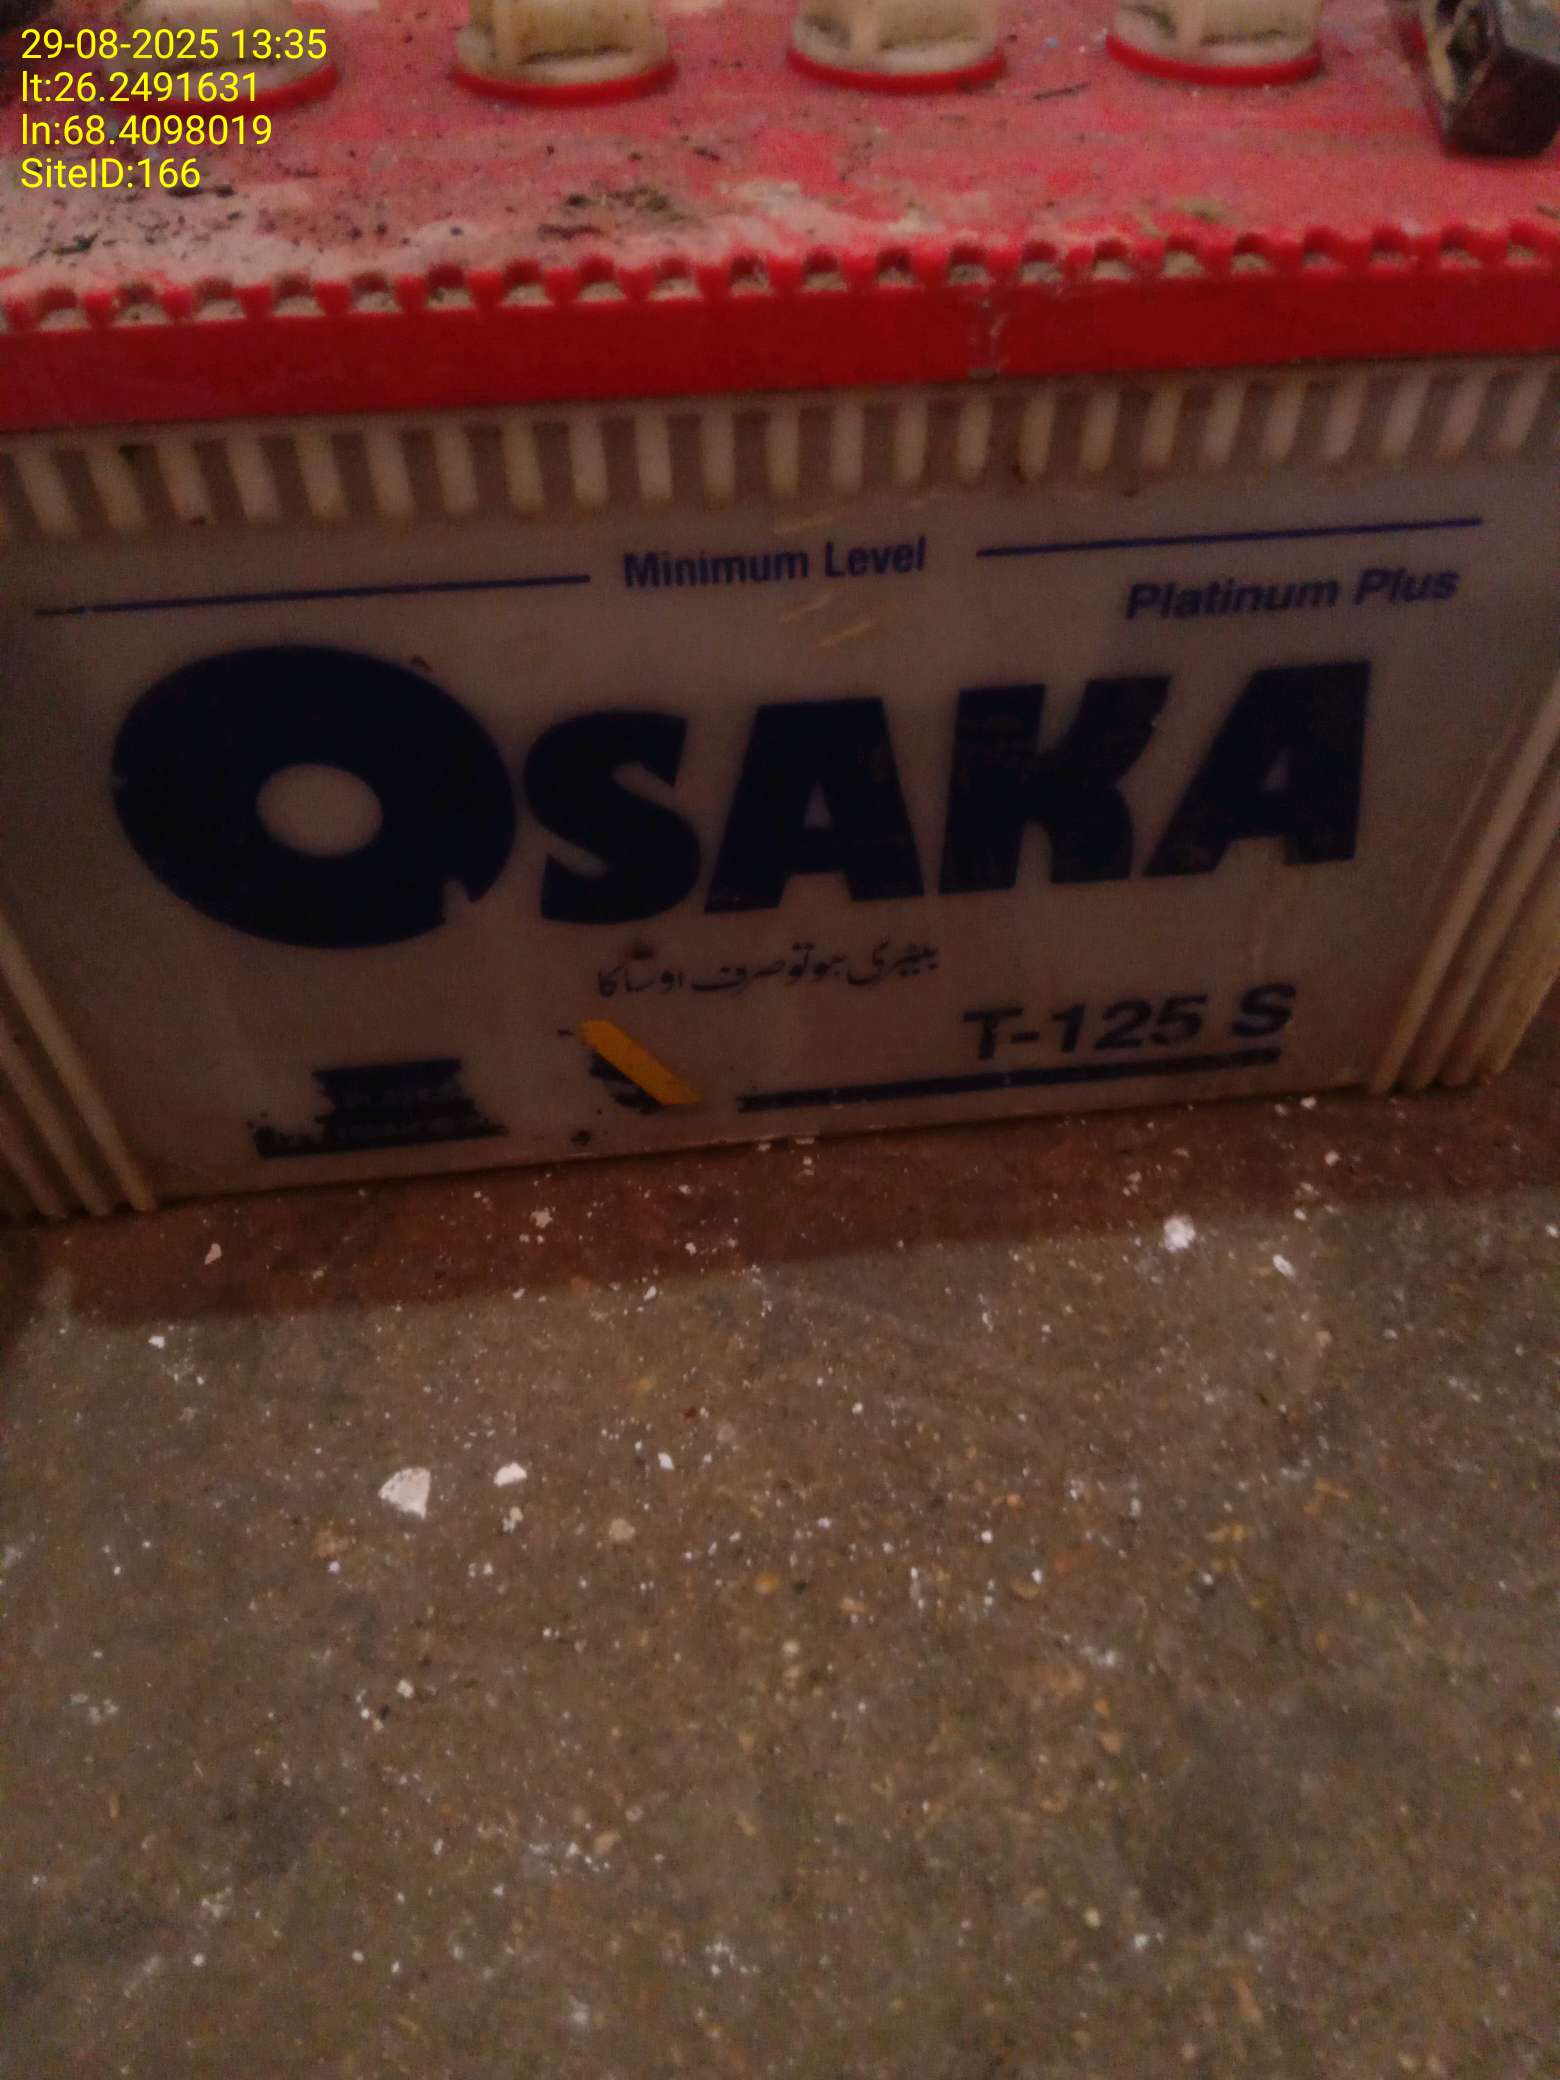 29-08-2025 13:35
lt:26.2491631
ln:68.4098019
SiteID:166
Minimum Level
Platinum Plus
OSAKA
بیٹری ہو تو صرف اوساکا
T-125 S